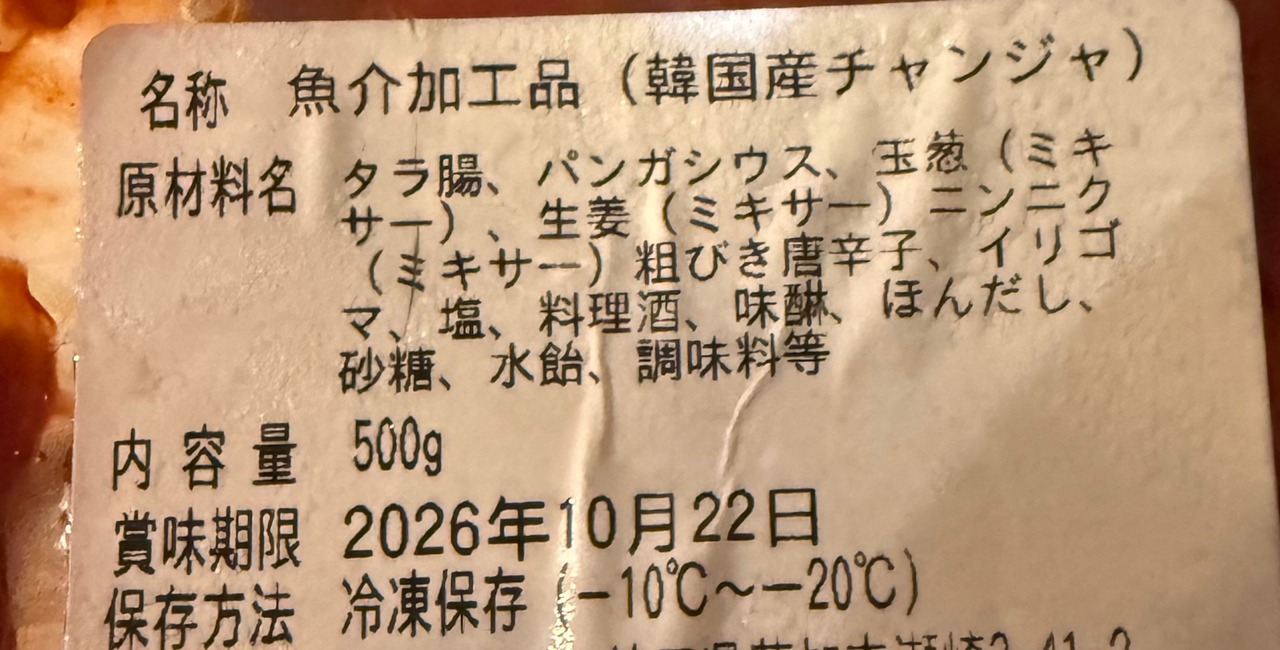 名称 魚介加工品（韓国産チャンジャ）
原材料名 タラ腸、パンガシウス、玉葱（ミキ
サー）、生姜（ミキサー）ニンニク
（ミキサー）粗びき唐辛子、イリゴ
マ、塩、料理酒、味醂、ほんだし、
砂糖、水飴、調味料等
内容量 500g
賞味期限 2026年10月22日
保存方法 冷凍保存（−10℃〜−20℃）